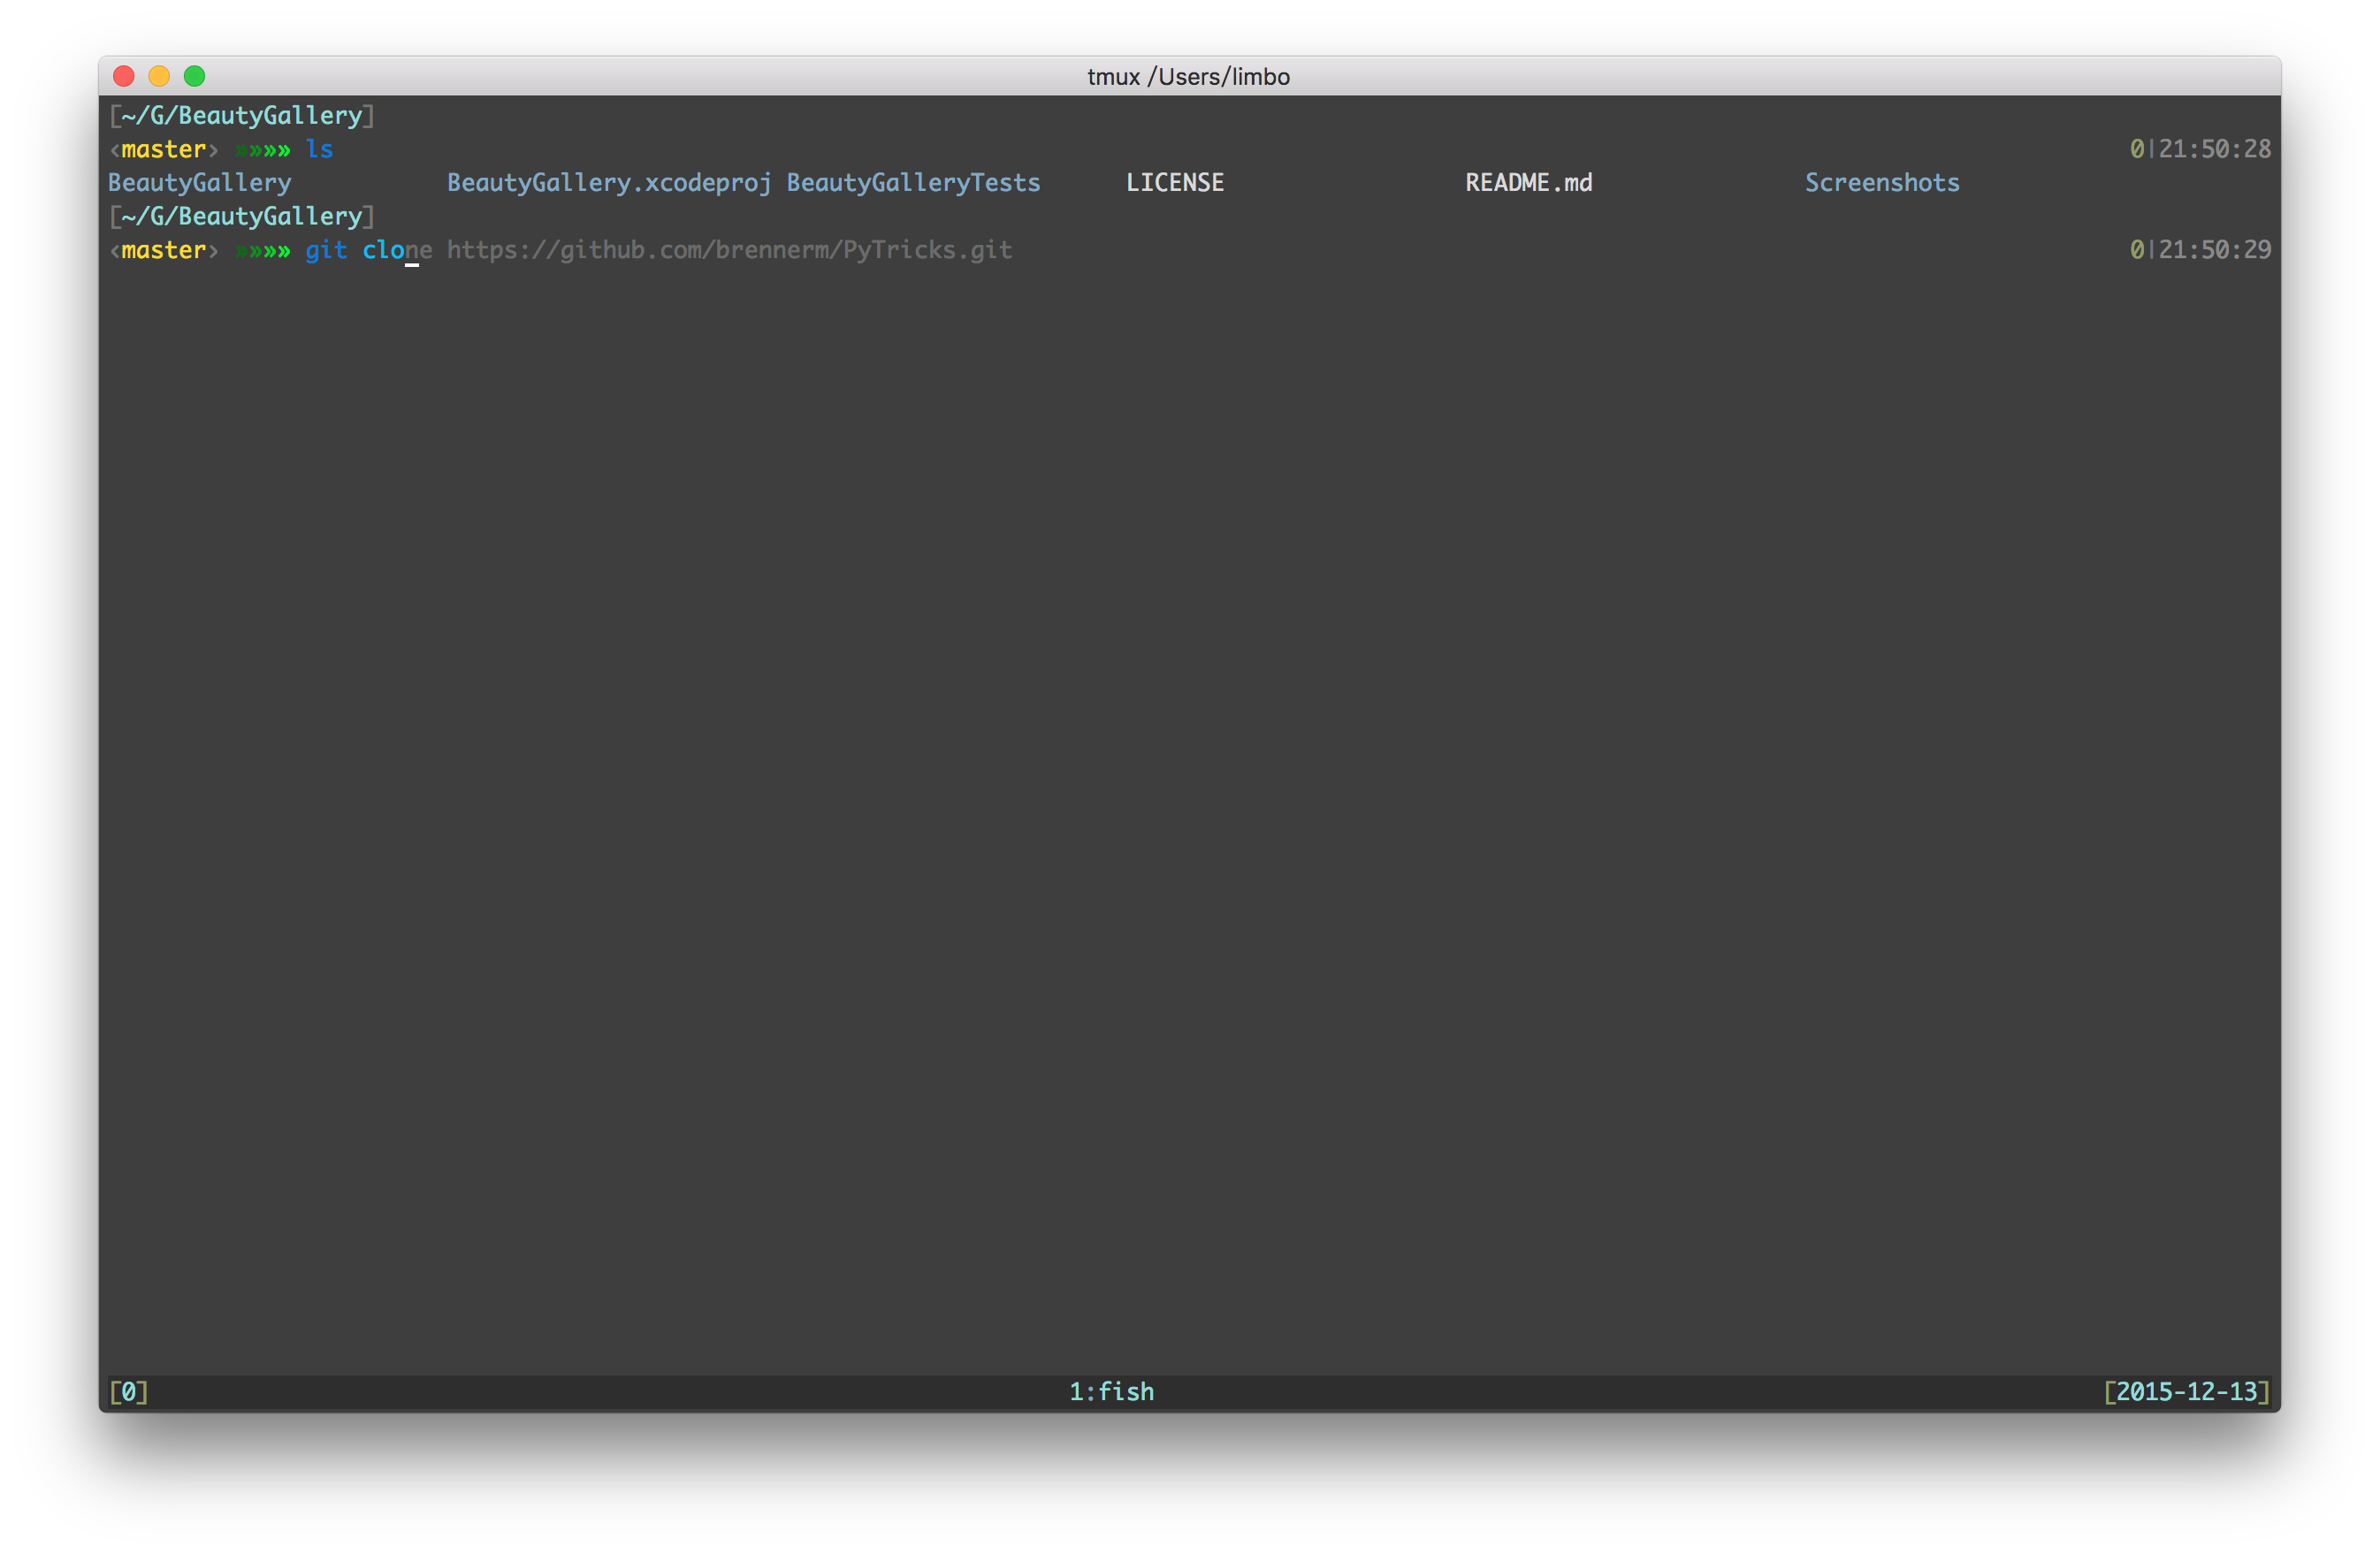 tmux /Users/limbo
[~/G/BeautyGallery]
‹master› »»»» ls 0|21:50:28
BeautyGallery BeautyGallery.xcodeproj BeautyGalleryTests LICENSE README.md Screenshots
[~/G/BeautyGallery]
‹master› »»»» git clone https://github.com/brennerm/PyTricks.git 0|21:50:29
[0] 1:fish [2015-12-13]